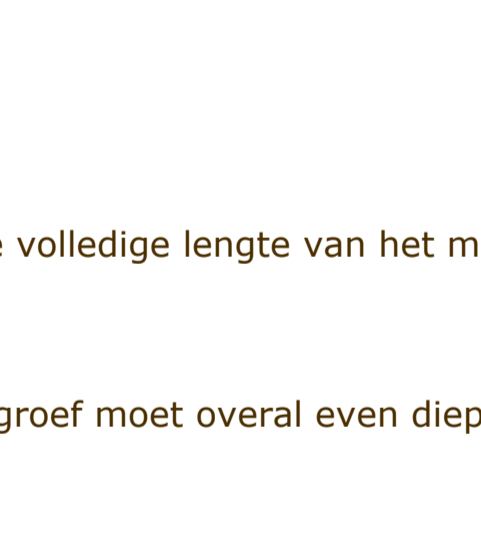 e volledige lengte van het m
groef moet overal even diep